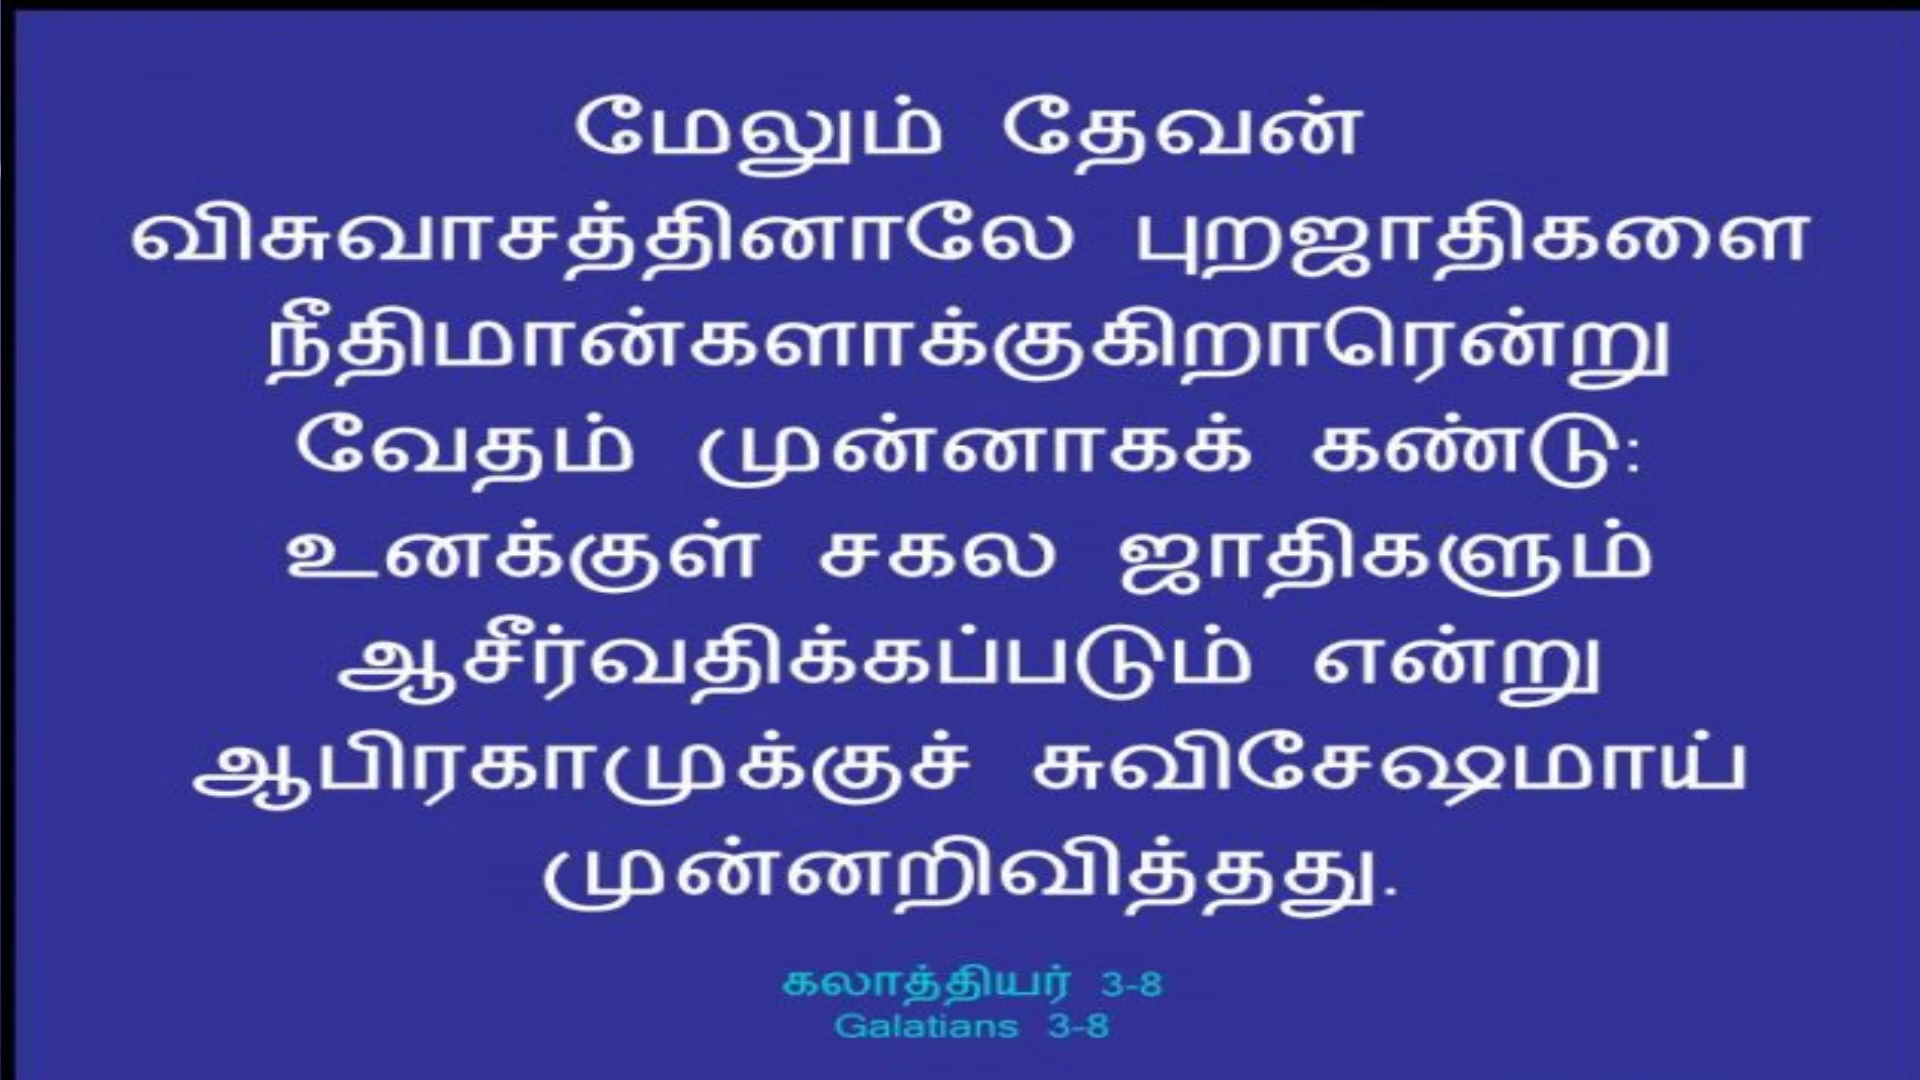 மேலும் தேவன்
விசுவாசத்தினாலே புறஜாதிகளை
நீதிமான்களாக்குகிறாரென்று
வேதம் முன்னாகக் கண்டு:
உனக்குள் சகல ஜாதிகளும்
ஆசீர்வதிக்கப்படும் என்று
ஆபிரகாமுக்குச் சுவிசேஷமாய்
முன்னறிவித்தது.
கலாத்தியர் 3-8
Galatians 3-8